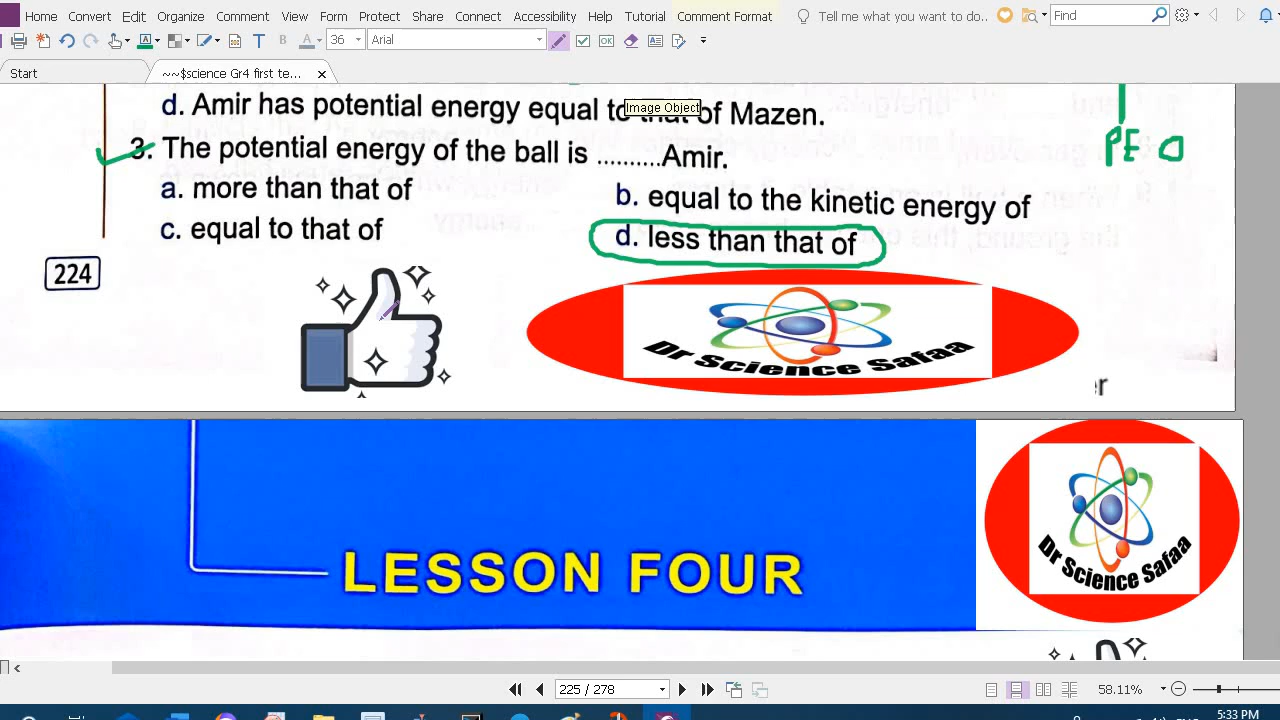 Home Convert Edit Organize Comment View Form Protect Share Connect Accessibility Help Tutorial Comment Format Tell me what you want to do.. Find
36 Arial
Start ~~$science Gr4 first te...
d. Amir has potential energy equal to that of Mazen.
Image Object
PE 0
3. The potential energy of the ball is ..........Amir.
a. more than that of
b. equal to the kinetic energy of
c. equal to that of
d. less than that of
224
Dr Science Safaa
LESSON FOUR
Dr Science Safaa
225 / 278
58.11%
5:33 PM